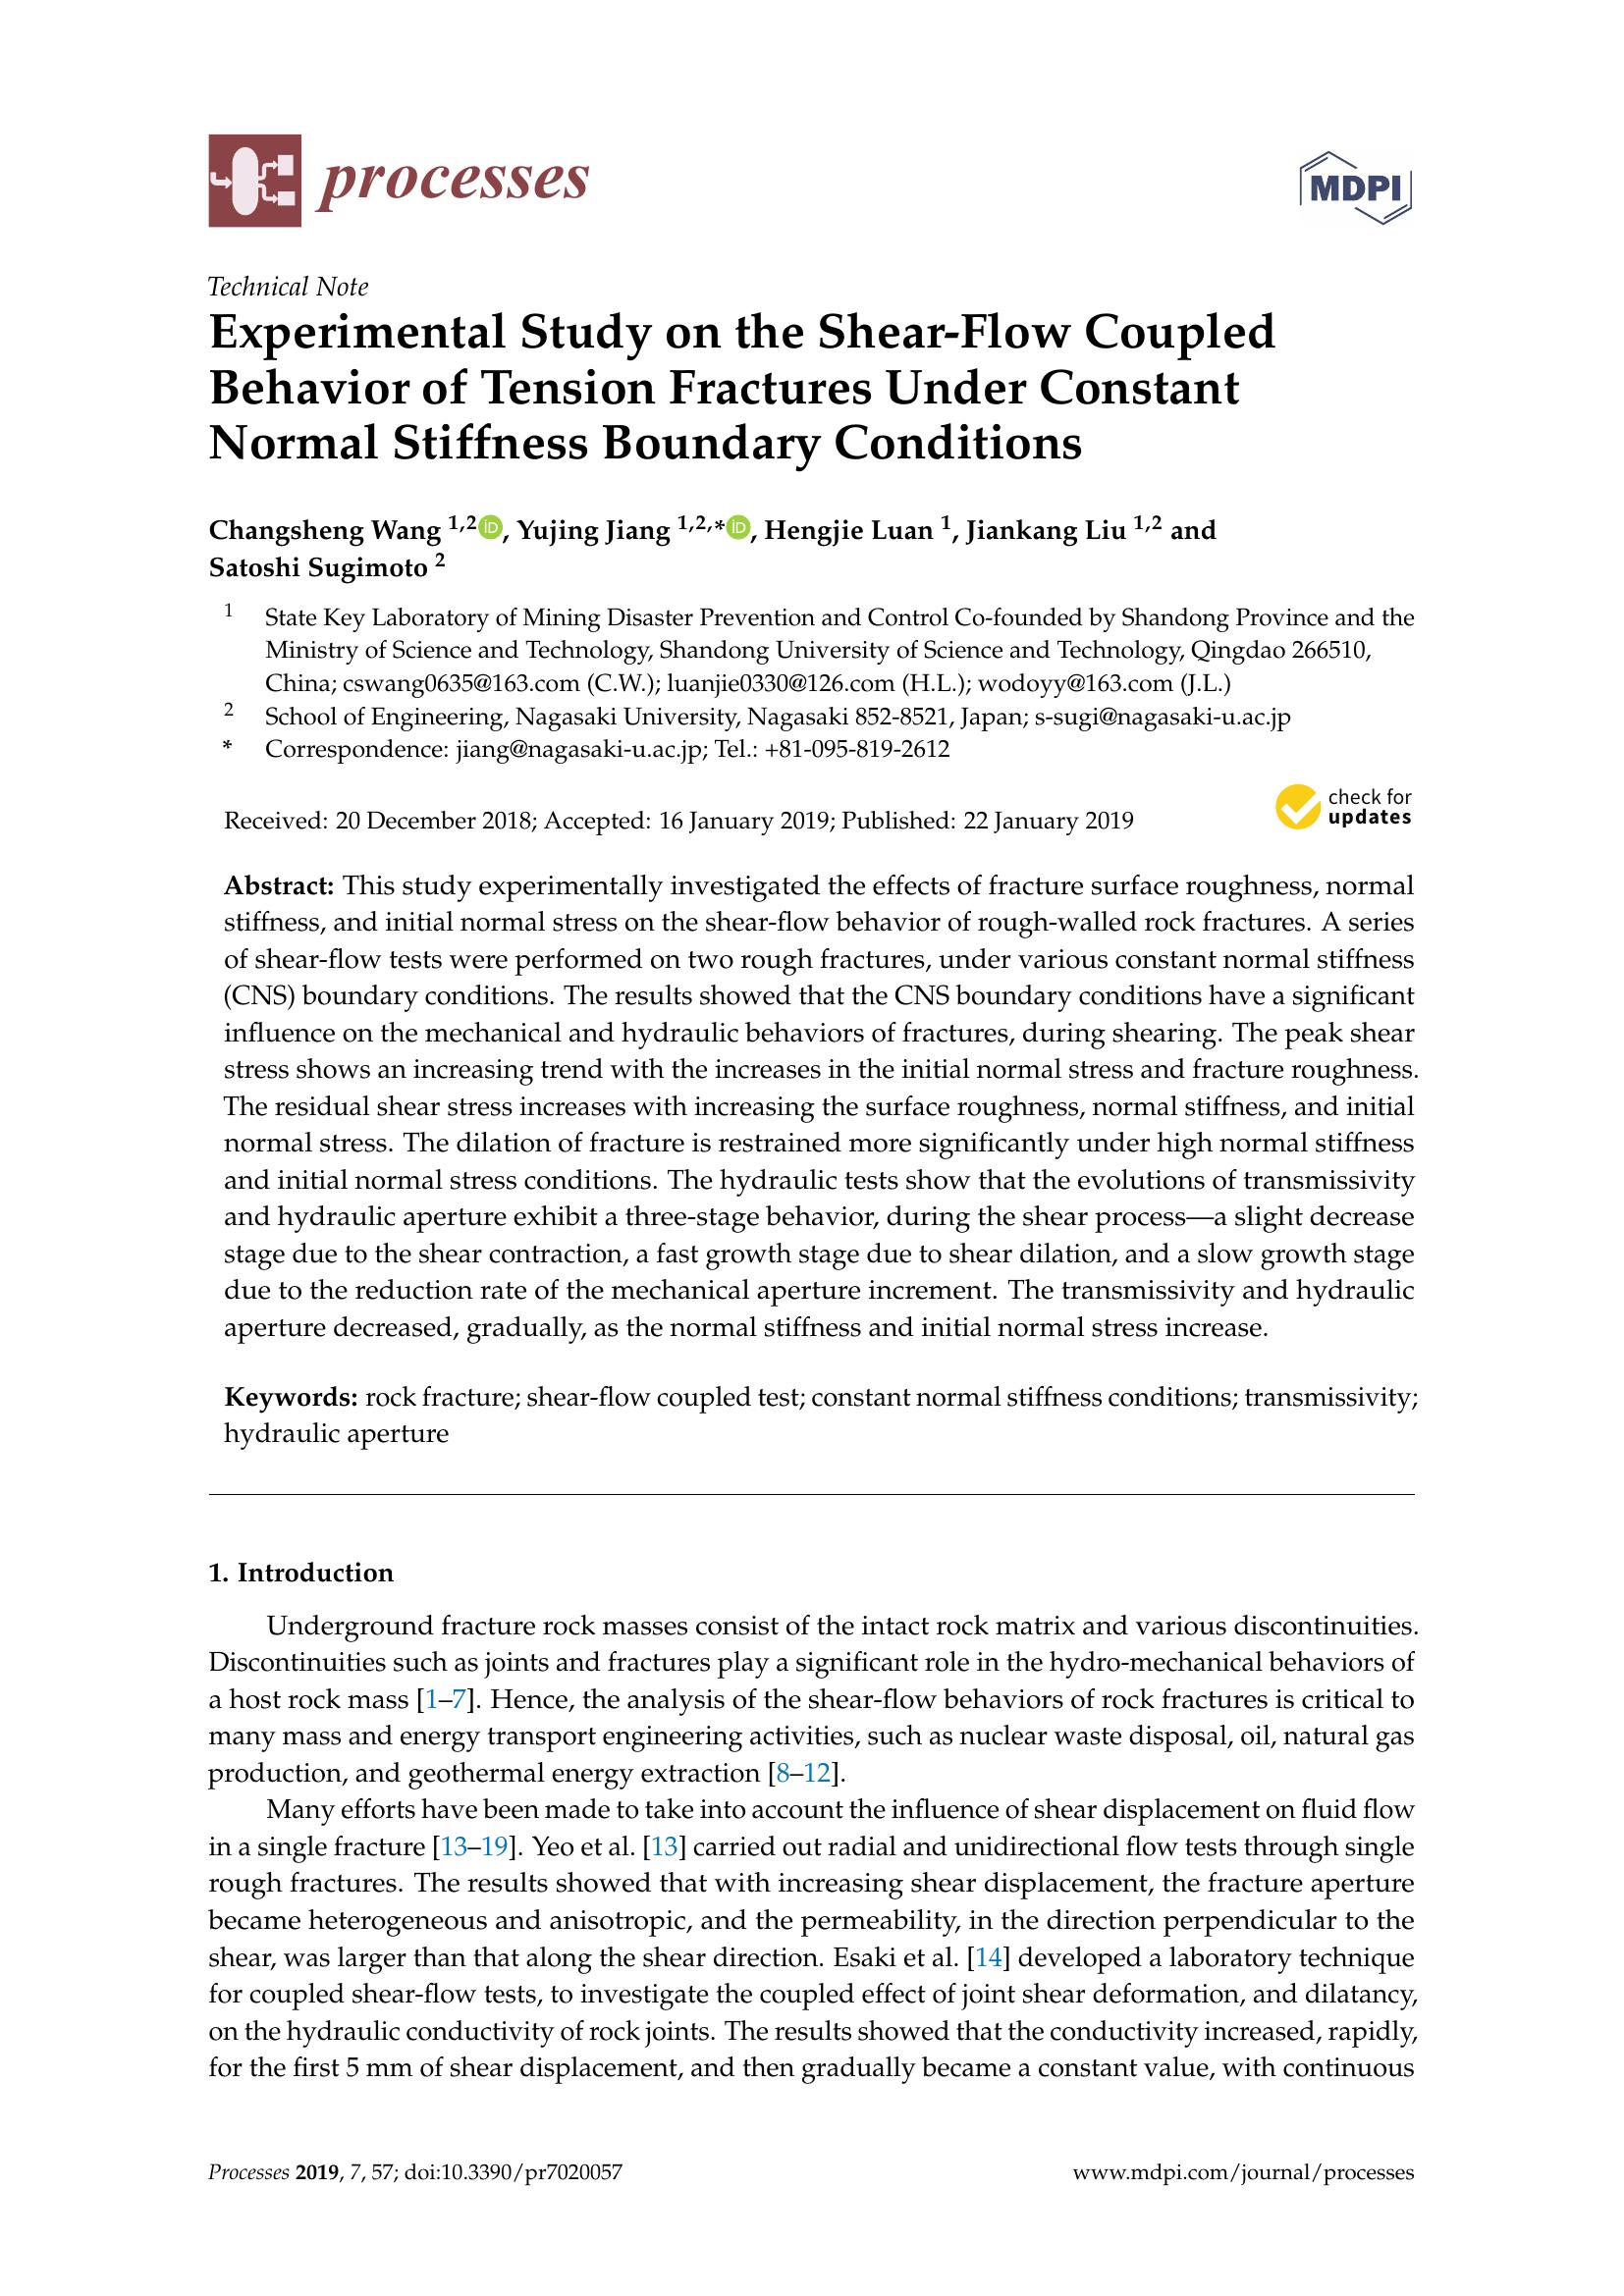 processes
MDPI
Technical Note
Experimental Study on the Shear-Flow Coupled
Behavior of Tension Fractures Under Constant
Normal Stiffness Boundary Conditions
Changsheng Wang 1,2 iD, Yujing Jiang 1,2,* iD, Hengjie Luan 1, Jiankang Liu 1,2 and
Satoshi Sugimoto 2
1 State Key Laboratory of Mining Disaster Prevention and Control Co-founded by Shandong Province and the
Ministry of Science and Technology, Shandong University of Science and Technology, Qingdao 266510,
China; cswang0635@163.com (C.W.); luanjie0330@126.com (H.L.); wodoyy@163.com (J.L.)
2 School of Engineering, Nagasaki University, Nagasaki 852-8521, Japan; s-sugi@nagasaki-u.ac.jp
* Correspondence: jiang@nagasaki-u.ac.jp; Tel.: +81-095-819-2612
Received: 20 December 2018; Accepted: 16 January 2019; Published: 22 January 2019
check for
updates
Abstract: This study experimentally investigated the effects of fracture surface roughness, normal
stiffness, and initial normal stress on the shear-flow behavior of rough-walled rock fractures. A series
of shear-flow tests were performed on two rough fractures, under various constant normal stiffness
(CNS) boundary conditions. The results showed that the CNS boundary conditions have a significant
influence on the mechanical and hydraulic behaviors of fractures, during shearing. The peak shear
stress shows an increasing trend with the increases in the initial normal stress and fracture roughness.
The residual shear stress increases with increasing the surface roughness, normal stiffness, and initial
normal stress. The dilation of fracture is restrained more significantly under high normal stiffness
and initial normal stress conditions. The hydraulic tests show that the evolutions of transmissivity
and hydraulic aperture exhibit a three-stage behavior, during the shear process—a slight decrease
stage due to the shear contraction, a fast growth stage due to shear dilation, and a slow growth stage
due to the reduction rate of the mechanical aperture increment. The transmissivity and hydraulic
aperture decreased, gradually, as the normal stiffness and initial normal stress increase.
Keywords: rock fracture; shear-flow coupled test; constant normal stiffness conditions; transmissivity;
hydraulic aperture
1. Introduction
Underground fracture rock masses consist of the intact rock matrix and various discontinuities.
Discontinuities such as joints and fractures play a significant role in the hydro-mechanical behaviors of
a host rock mass [1–7]. Hence, the analysis of the shear-flow behaviors of rock fractures is critical to
many mass and energy transport engineering activities, such as nuclear waste disposal, oil, natural gas
production, and geothermal energy extraction [8–12].
Many efforts have been made to take into account the influence of shear displacement on fluid flow
in a single fracture [13–19]. Yeo et al. [13] carried out radial and unidirectional flow tests through single
rough fractures. The results showed that with increasing shear displacement, the fracture aperture
became heterogeneous and anisotropic, and the permeability, in the direction perpendicular to the
shear, was larger than that along the shear direction. Esaki et al. [14] developed a laboratory technique
for coupled shear-flow tests, to investigate the coupled effect of joint shear deformation, and dilatancy,
on the hydraulic conductivity of rock joints. The results showed that the conductivity increased, rapidly,
for the first 5 mm of shear displacement, and then gradually became a constant value, with continuous
Processes 2019, 7, 57; doi:10.3390/pr7020057
www.mdpi.com/journal/processes